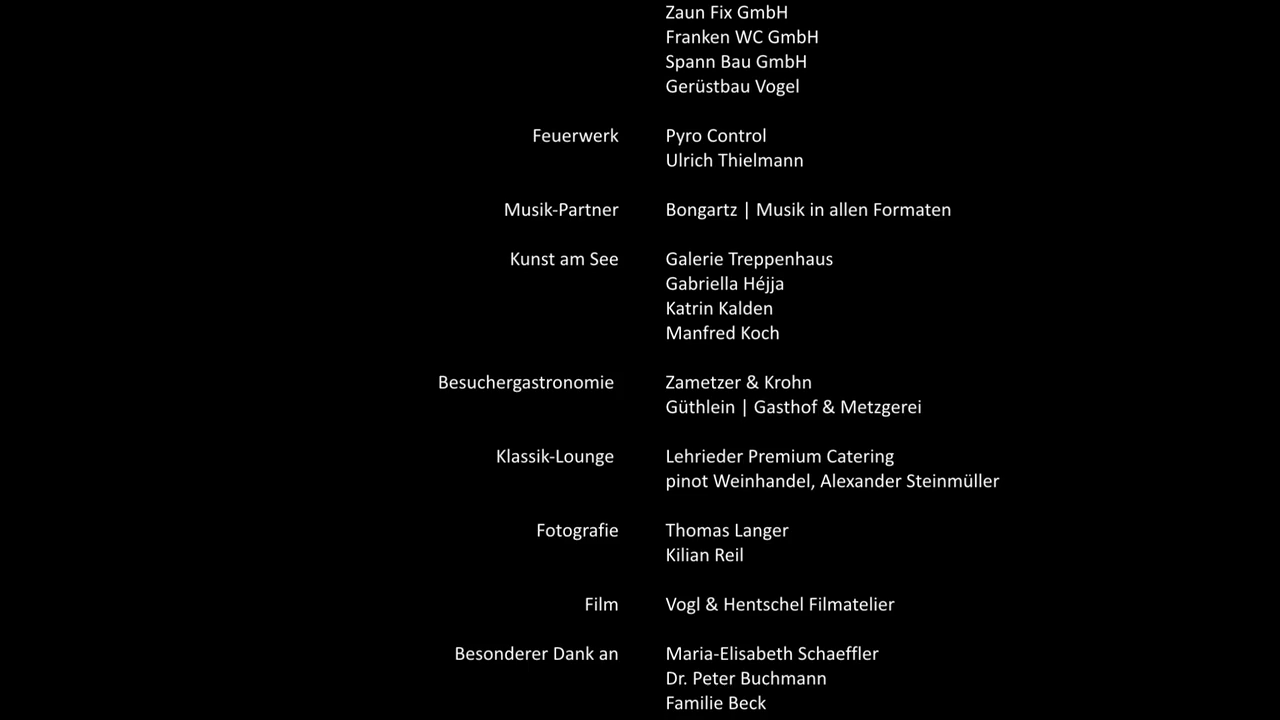 Zaun Fix GmbH
Franken WC GmbH
Spann Bau GmbH
Gerüstbau Vogel
Feuerwerk Pyro Control
Ulrich Thielmann
Musik-Partner Bongartz | Musik in allen Formaten
Kunst am See Galerie Treppenhaus
Gabriella Héjja
Katrin Kalden
Manfred Koch
Besuchergastronomie Zametzer & Krohn
Güthlein | Gasthof & Metzgerei
Klassik-Lounge Lehrieder Premium Catering
pinot Weinhandel, Alexander Steinmüller
Fotografie Thomas Langer
Kilian Reil
Film Vogl & Hentschel Filmatelier
Besonderer Dank an Maria-Elisabeth Schaeffler
Dr. Peter Buchmann
Familie Beck